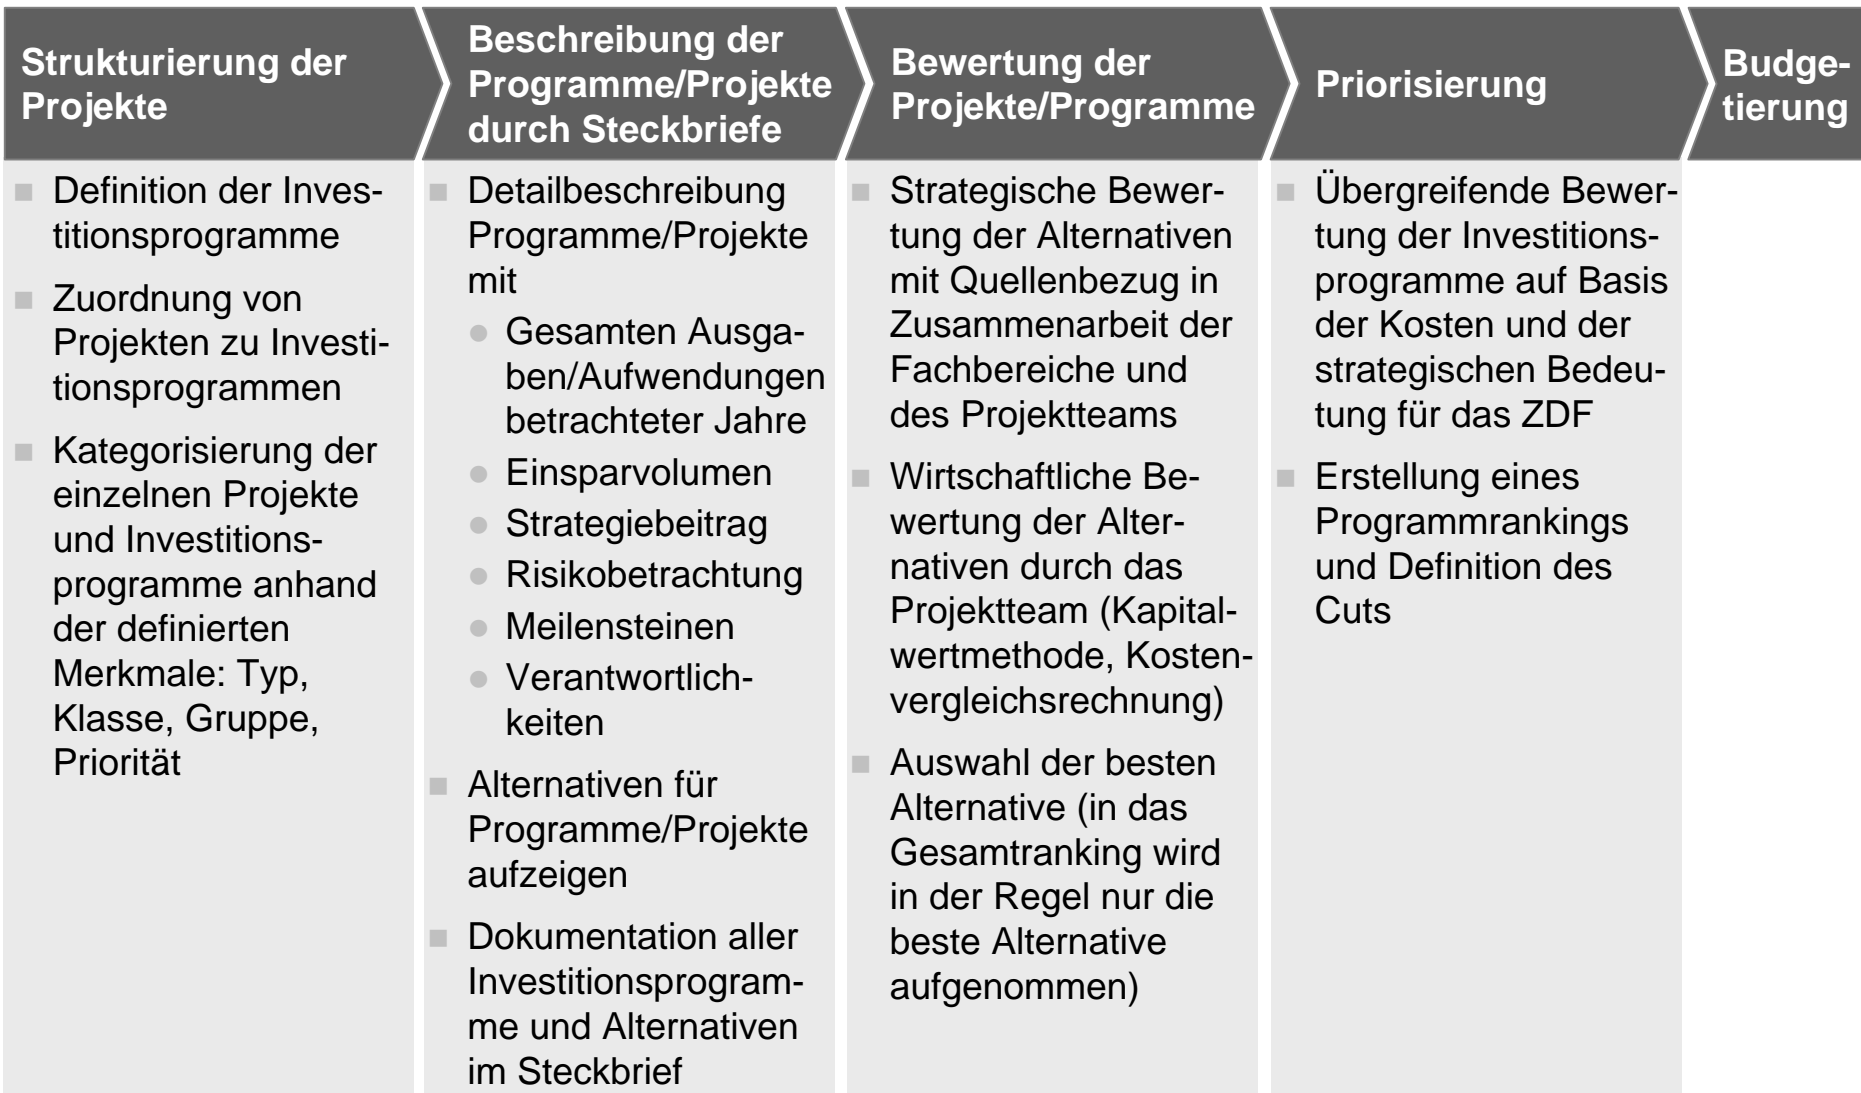 Strukturierung der
Projekte
Beschreibung der
Programme/Projekte
durch Steckbriefe
Bewertung der
Projekte/Programme
Priorisierung
Budge-
tierung
Definition der Inves-
titionsprogramme
Zuordnung von
Projekten zu Investi-
tionsprogrammen
Kategorisierung der
einzelnen Projekte
und Investitions-
programme anhand
der definierten
Merkmale: Typ,
Klasse, Gruppe,
Priorität
Detailbeschreibung
Programme/Projekte
mit
Gesamten Ausga-
ben/Aufwendungen
betrachteter Jahre
Einsparvolumen
Strategiebeitrag
Risikobetrachtung
Meilensteinen
Verantwortlich-
keiten
Alternativen für
Programme/Projekte
aufzeigen
Dokumentation aller
Investitionsprogram-
me und Alternativen
im Steckbrief
Strategische Bewer-
tung der Alternativen
mit Quellenbezug in
Zusammenarbeit der
Fachbereiche und
des Projektteams
Wirtschaftliche Be-
wertung der Alter-
nativen durch das
Projektteam (Kapital-
wertmethode, Kosten-
vergleichsrechnung)
Auswahl der besten
Alternative (in das
Gesamtranking wird
in der Regel nur die
beste Alternative
aufgenommen)
Übergreifende Bewer-
tung der Investitions-
programme auf Basis
der Kosten und der
strategischen Bedeu-
tung für das ZDF
Erstellung eines
Programmrankings
und Definition des
Cuts